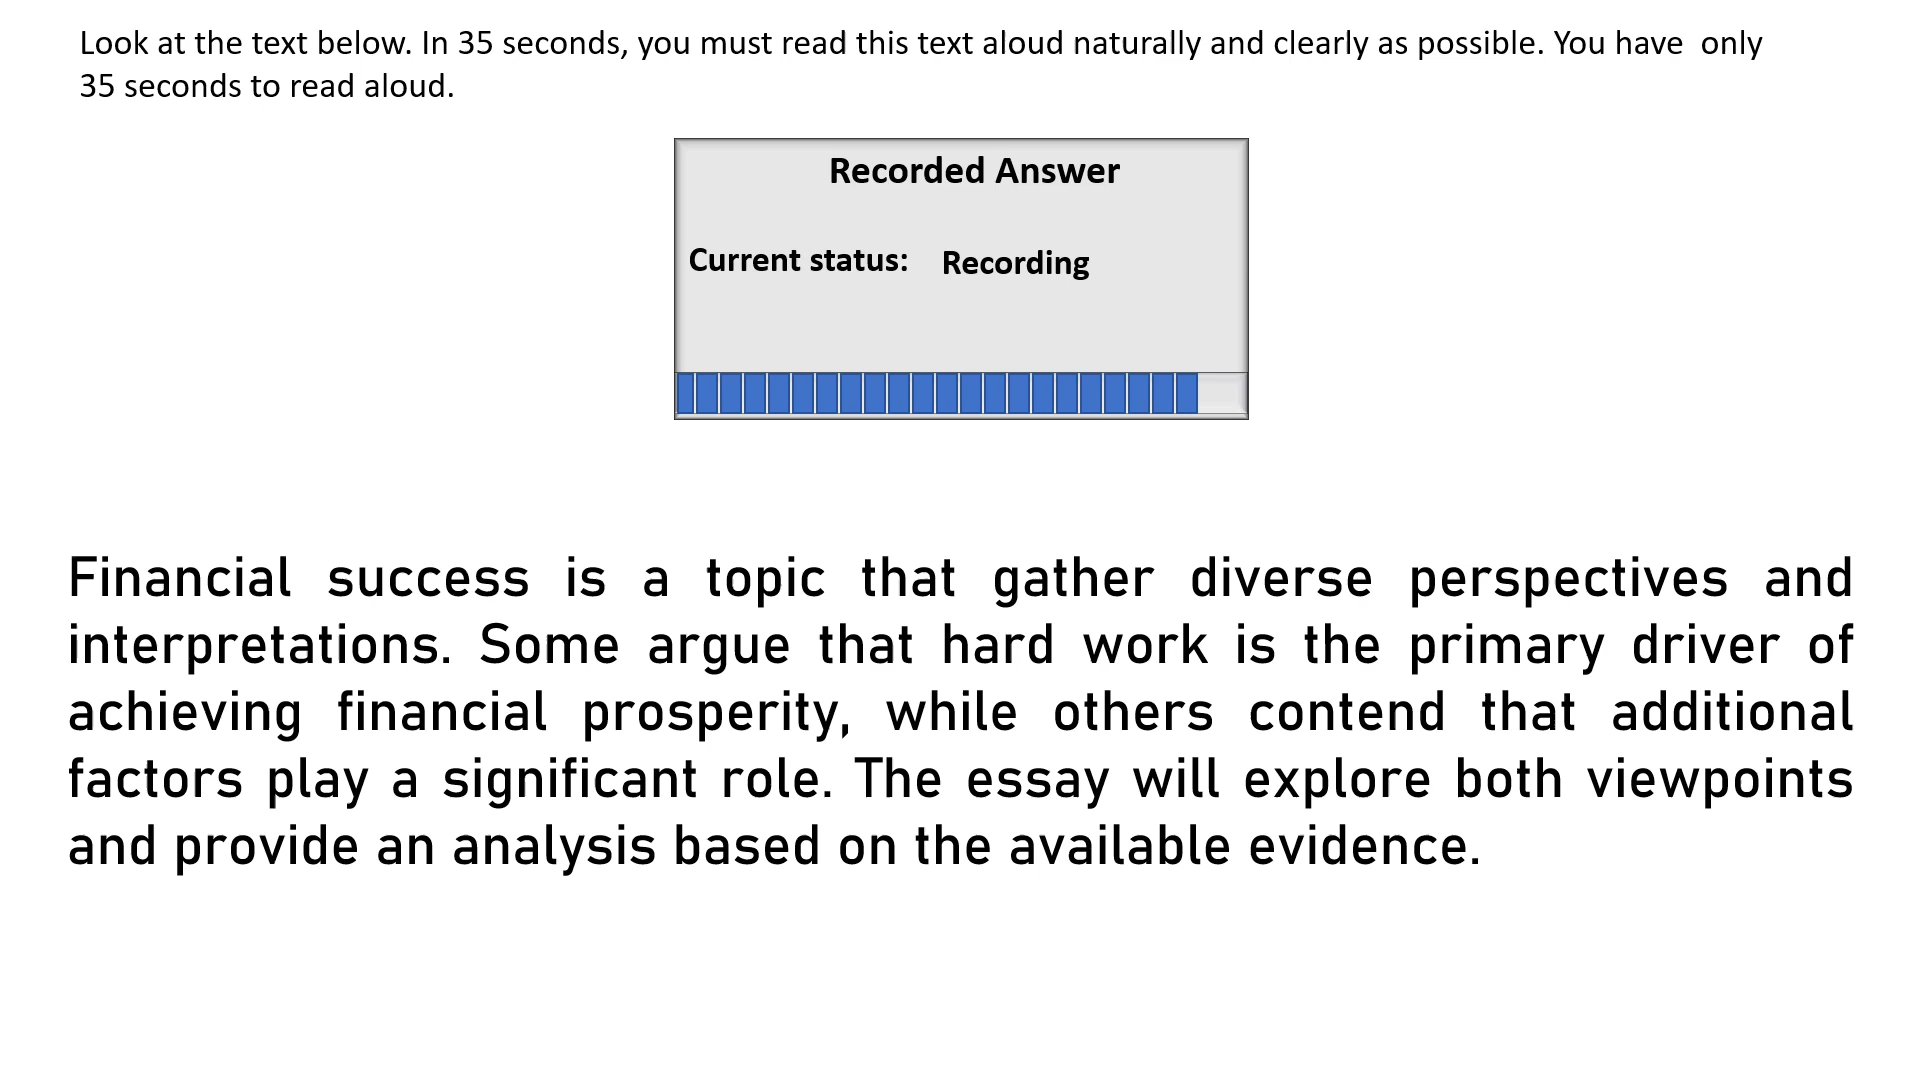 Look at the text below. In 35 seconds, you must read this text aloud naturally and clearly as possible. You have only
35 seconds to read aloud.
Recorded Answer
Current status: Recording
Financial success is a topic that gather diverse perspectives and
interpretations. Some argue that hard work is the primary driver of
achieving financial prosperity, while others contend that additional
factors play a significant role. The essay will explore both viewpoints
and provide an analysis based on the available evidence.